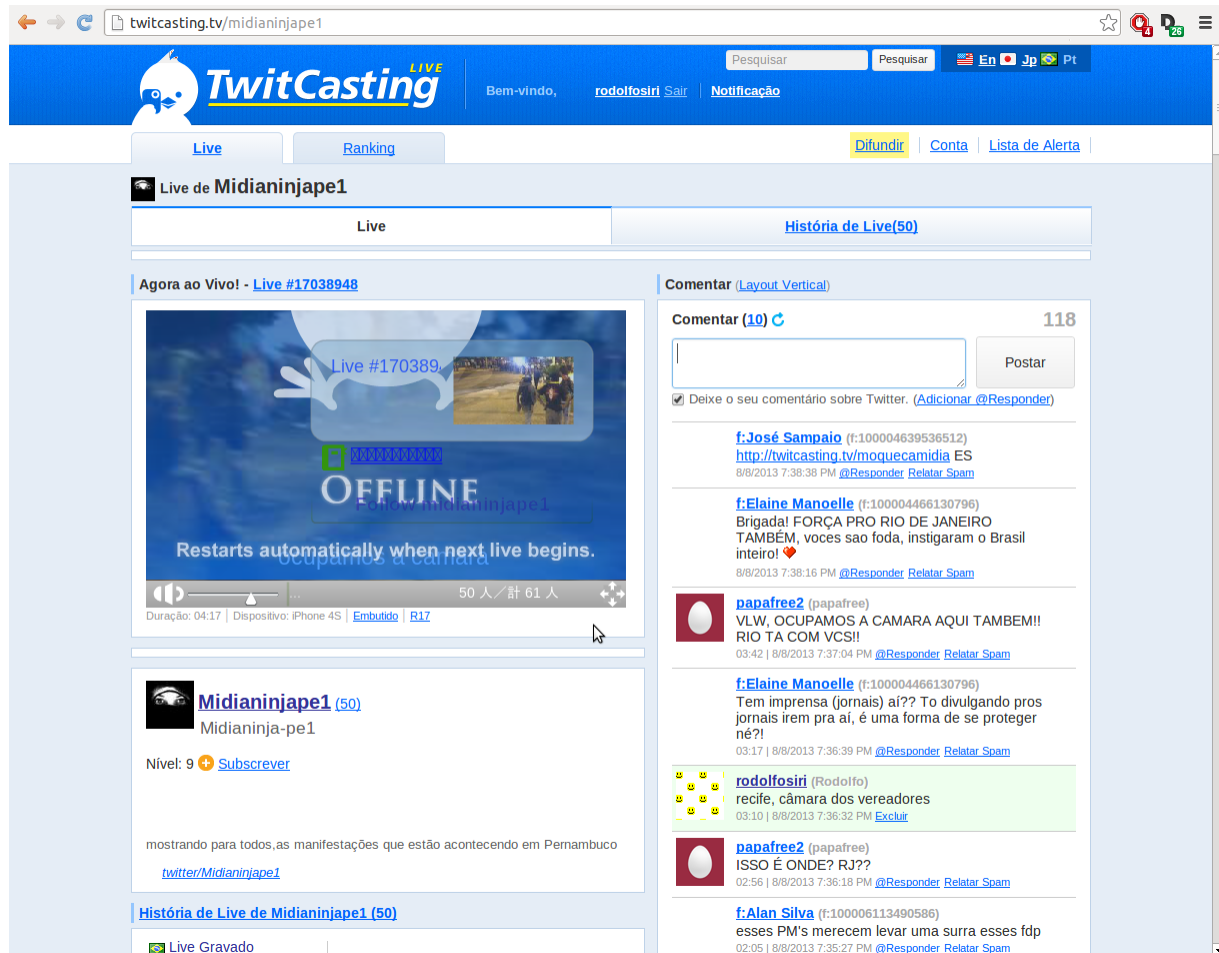 twitcasting.tv/midianinjape1
4
26
TwitCasting LIVE
Bem-vindo, rodolfosiri Sair Notificação
Pesquisar Pesquisar
En Jp Pt
Live Ranking
Difundir Conta Lista de Alerta
Live de Midianinjape1
Live História de Live(50)
Agora ao Vivo! - Live #17038948
Live #170389
OFFLINE
Follow midianinjape1
Restarts automatically when next live begins.
ocupamos a camara
... 50 人／計 61 人
Duração: 04:17 Dispositivo: iPhone 4S Embutido R17
Midianinjape1 (50)
Midianinja-pe1
Nível: 9 Subscrever
mostrando para todos,as manifestações que estão acontecendo em Pernambuco
twitter/Midianinjape1
História de Live de Midianinjape1 (50)
Live Gravado
Comentar (Layout Vertical)
Comentar (10) 118
Postar
Deixe o seu comentário sobre Twitter. (Adicionar @Responder)
f:José Sampaio (f:100004639536512)
http://twitcasting.tv/moquecamidia ES
8/8/2013 7:38:38 PM @Responder Relatar Spam
f:Elaine Manoelle (f:100004466130796)
Brigada! FORÇA PRO RIO DE JANEIRO
TAMBÉM, voces sao foda, instigaram o Brasil
inteiro! ❤
8/8/2013 7:38:16 PM @Responder Relatar Spam
papafree2 (papafree)
VLW, OCUPAMOS A CAMARA AQUI TAMBEM!!
RIO TA COM VCS!!
03:42 | 8/8/2013 7:37:04 PM @Responder Relatar Spam
f:Elaine Manoelle (f:100004466130796)
Tem imprensa (jornais) aí?? To divulgando pros
jornais irem pra aí, é uma forma de se proteger
né?!
03:17 | 8/8/2013 7:36:39 PM @Responder Relatar Spam
rodolfosiri (Rodolfo)
recife, câmara dos vereadores
03:10 | 8/8/2013 7:36:32 PM Excluir
papafree2 (papafree)
ISSO É ONDE? RJ??
02:56 | 8/8/2013 7:36:18 PM @Responder Relatar Spam
f:Alan Silva (f:100006113490586)
esses PM's merecem levar uma surra esses fdp
02:05 | 8/8/2013 7:35:27 PM @Responder Relatar Spam